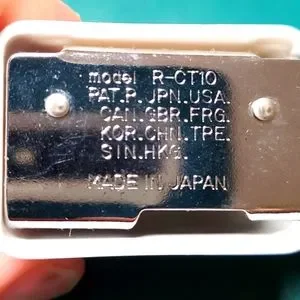 model R-CT10
PAT.P.JPN.USA.
CAN.GBR.FRG.
KOR.CHN.TPE.
SIN.HKG.
MADE IN JAPAN